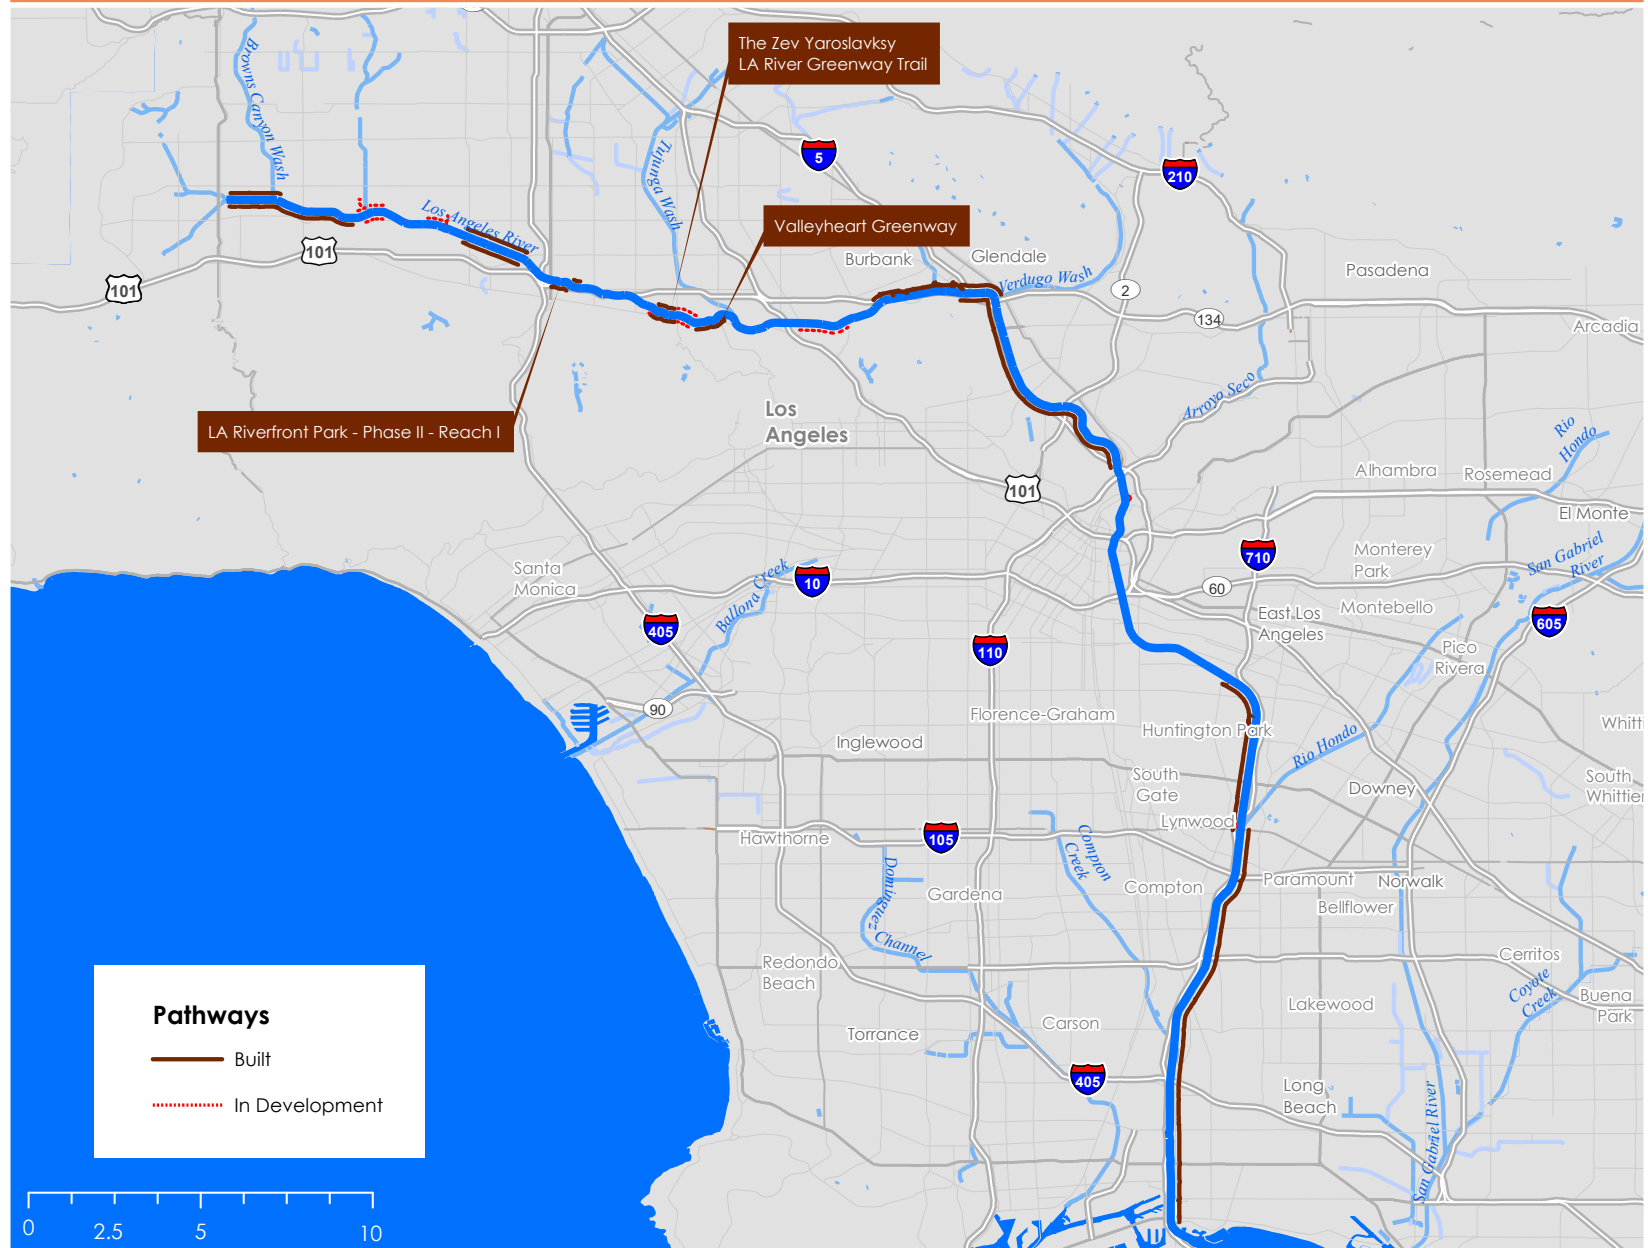 The Zev Yaroslavksy
LA River Greenway Trail
Browns Canyon Wash
Tujunga Wash
5
210
Los Angeles River
Valleyheart Greenway
101
101
Burbank
Glendale
Verdugo Wash
Pasadena
2
134
Arcadia
LA Riverfront Park - Phase II - Reach I
Los
Angeles
Arroyo Seco
Rio
Hondo
101
Alhambra
Rosemead
El Monte
710
Monterey
Park
San Gabriel
River
Santa
Monica
Ballona Creek
10
60
405
East Los
Angeles
Montebello
605
110
Pico
Rivera
90
Florence-Graham
Huntington Park
Whitti
Inglewood
Rio Hondo
South
Gate
Downey
South
Whittier
Lynwood
Hawthorne
105
Compton
Creek
Dominguez
Channel
Gardena
Compton
Paramount
Norwalk
Bellflower
Redondo
Beach
Cerritos
Coyote
Creek
Buena
Park
Lakewood
Carson
Torrance
405
Long
Beach
San Gabriel River
Pathways
Built
In Development
0 2.5 5 10